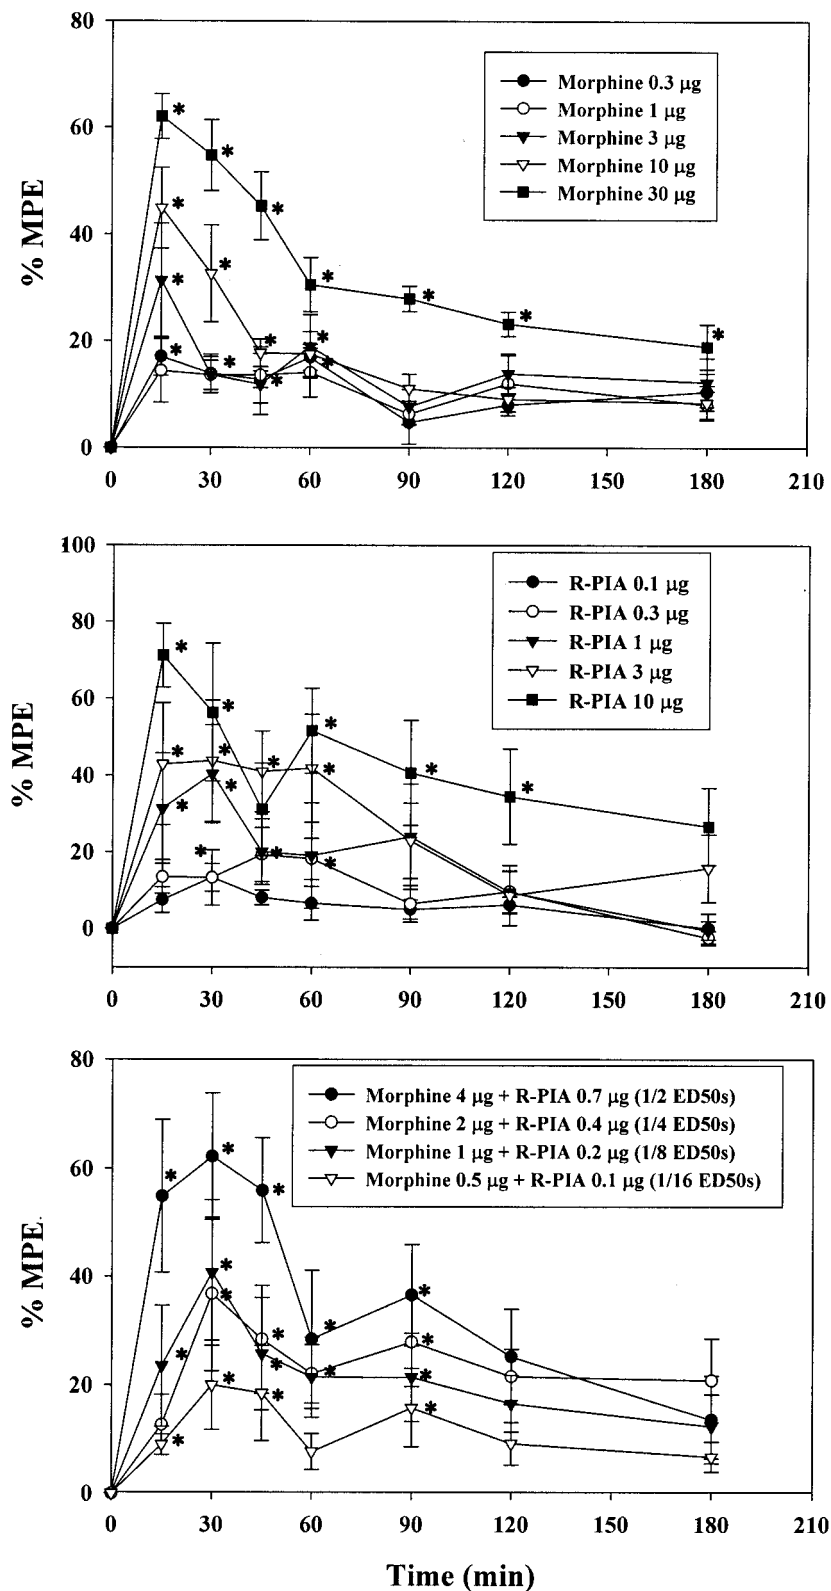 80
60
40
20
0
% MPE
Morphine 0.3 µg
Morphine 1 µg
Morphine 3 µg
Morphine 10 µg
Morphine 30 µg
0 30 60 90 120 150 180 210
100
80
60
40
20
0
% MPE
R-PIA 0.1 µg
R-PIA 0.3 µg
R-PIA 1 µg
R-PIA 3 µg
R-PIA 10 µg
0 30 60 90 120 150 180 210
80
60
40
20
0
% MPE
Morphine 4 µg + R-PIA 0.7 µg (1/2 ED50s)
Morphine 2 µg + R-PIA 0.4 µg (1/4 ED50s)
Morphine 1 µg + R-PIA 0.2 µg (1/8 ED50s)
Morphine 0.5 µg + R-PIA 0.1 µg (1/16 ED50s)
0 30 60 90 120 150 180 210
Time (min)